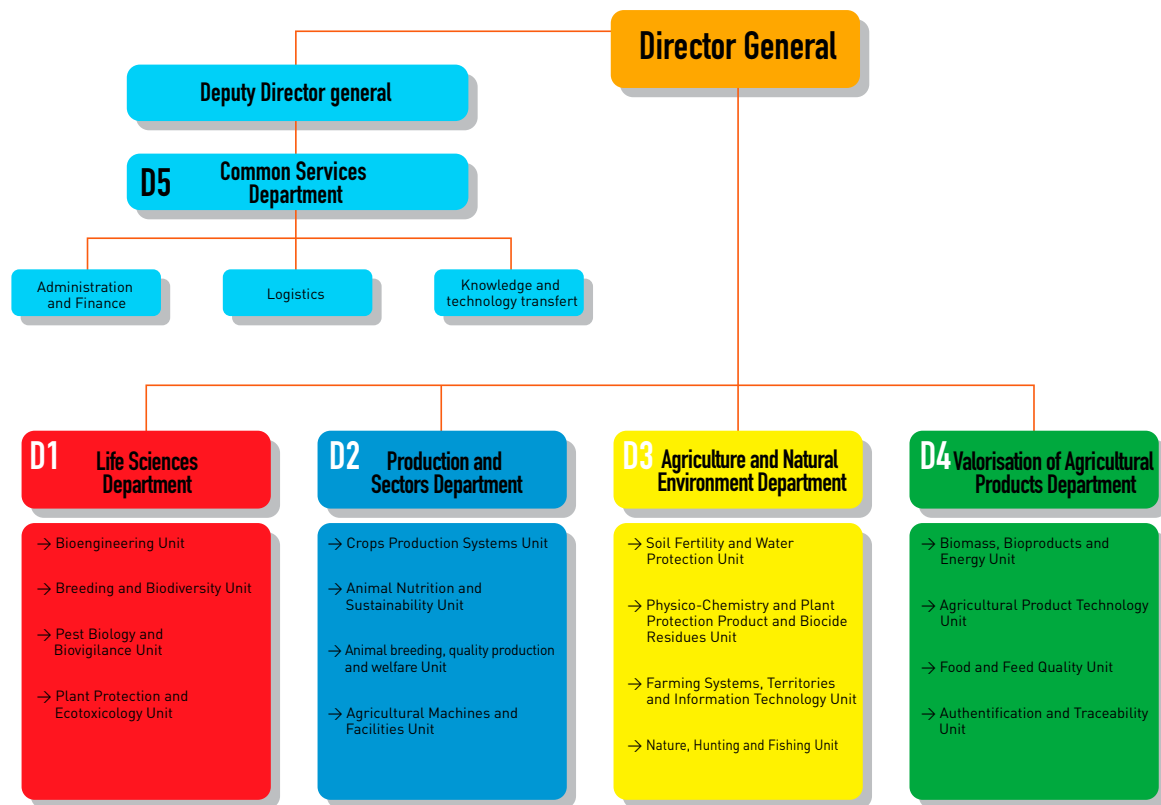 Director General
Deputy Director general
D5
Common Services
Department
Administration
and Finance
Logistics
Knowledge and
technology transfert
D1
Life Sciences
Department
→ Bioengineering Unit
→ Breeding and Biodiversity Unit
→ Pest Biology and
Biovigilance Unit
→ Plant Protection and
Ecotoxicology Unit
D2
Production and
Sectors Department
→ Crops Production Systems Unit
→ Animal Nutrition and
Sustainability Unit
→ Animal breeding, quality production
and welfare Unit
→ Agricultural Machines and
Facilities Unit
D3
Agriculture and Natural
Environment Department
→ Soil Fertility and Water
Protection Unit
→ Physico-Chemistry and Plant
Protection Product and Biocide
Residues Unit
→ Farming Systems, Territories
and Information Technology Unit
→ Nature, Hunting and Fishing Unit
D4
Valorisation of Agricultural
Products Department
→ Biomass, Bioproducts and
Energy Unit
→ Agricultural Product Technology
Unit
→ Food and Feed Quality Unit
→ Authentification and Traceability
Unit